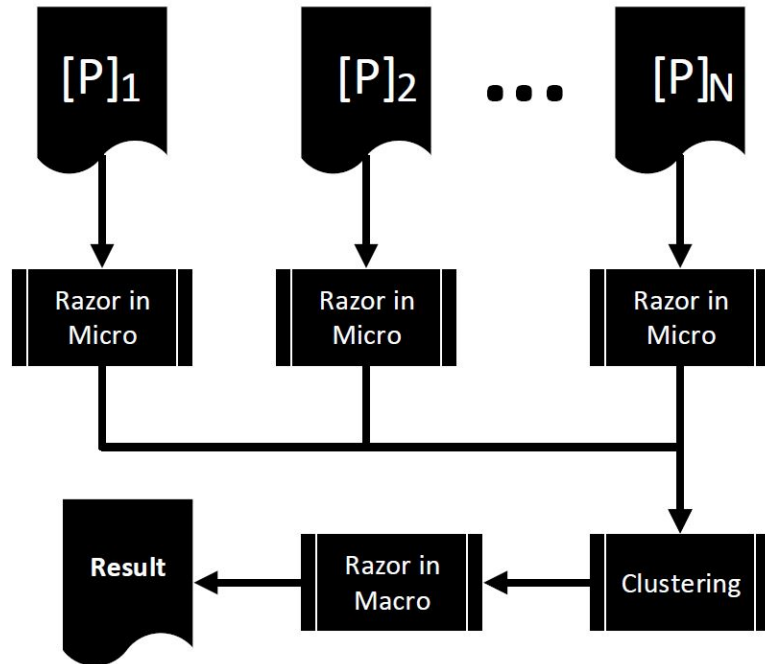 [P]1 [P]2 ... [P]N
Razor in
Micro
Razor in
Micro
Razor in
Micro
Result
Razor in
Macro
Clustering